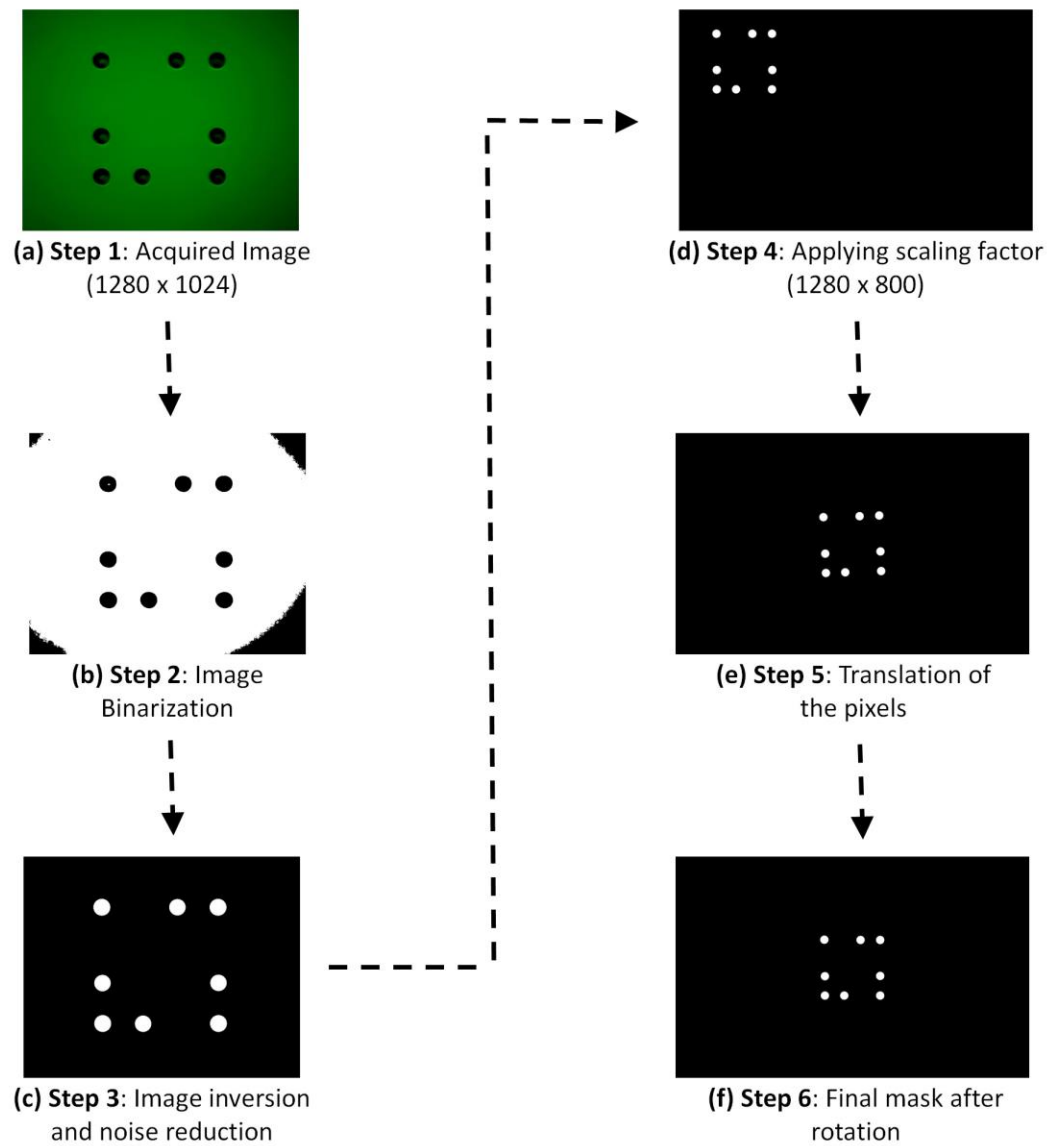 (a) Step 1: Acquired Image
(1280 x 1024)
(b) Step 2: Image
Binarization
(c) Step 3: Image inversion
and noise reduction
(d) Step 4: Applying scaling factor
(1280 x 800)
(e) Step 5: Translation of
the pixels
(f) Step 6: Final mask after
rotation